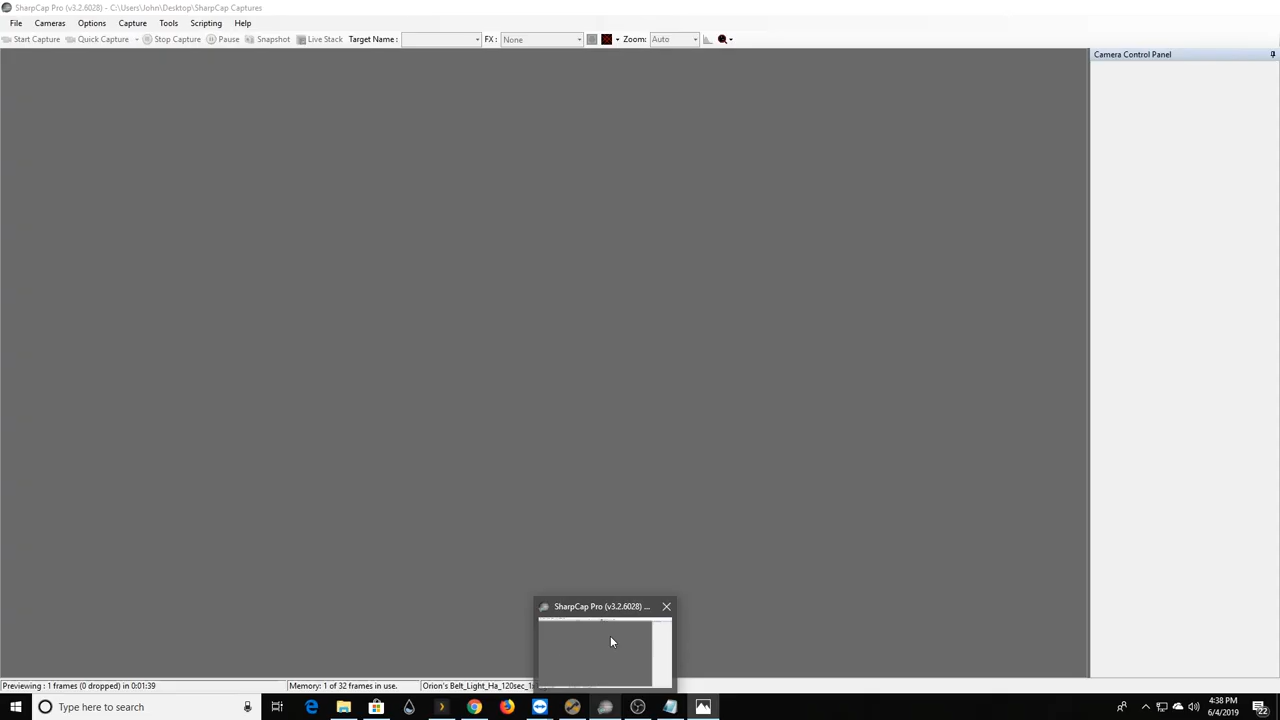 SharpCap Pro (v3.2.6028) - C:\Users\John\Desktop\SharpCap Captures
File Cameras Options Capture Tools Scripting Help
Start Capture Quick Capture Stop Capture Pause Snapshot Live Stack Target Name : FX : None Zoom: Auto
Camera Control Panel
SharpCap Pro (v3.2.6028) ...
Previewing : 1 frames (0 dropped) in 0:01:39 Memory: 1 of 32 frames in use. Orion's Belt_Light_Ha_120sec_1
Type here to search
4:38 PM
6/4/2019
22